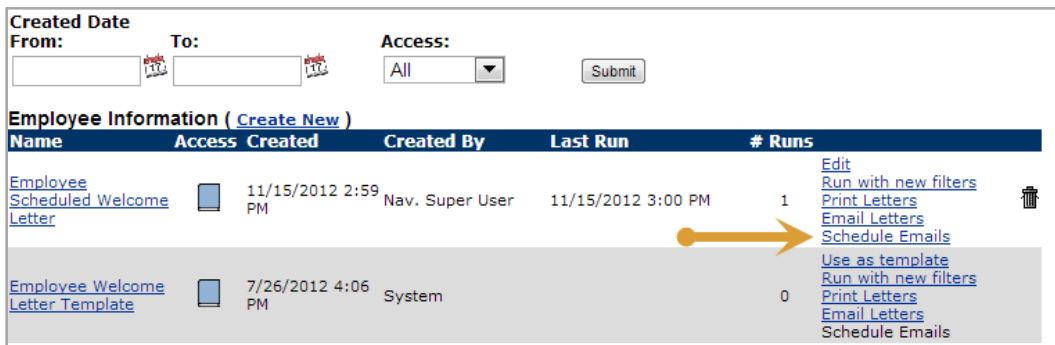 Created Date
From: To: Access:
All Submit
Employee Information ( Create New )
Name Access Created Created By Last Run # Runs
Employee Scheduled Welcome Letter
11/15/2012 2:59 PM
Nav. Super User
11/15/2012 3:00 PM
1
Edit
Run with new filters
Print Letters
Email Letters
Schedule Emails
Employee Welcome Letter Template
7/26/2012 4:06 PM
System
0
Use as template
Run with new filters
Print Letters
Email Letters
Schedule Emails